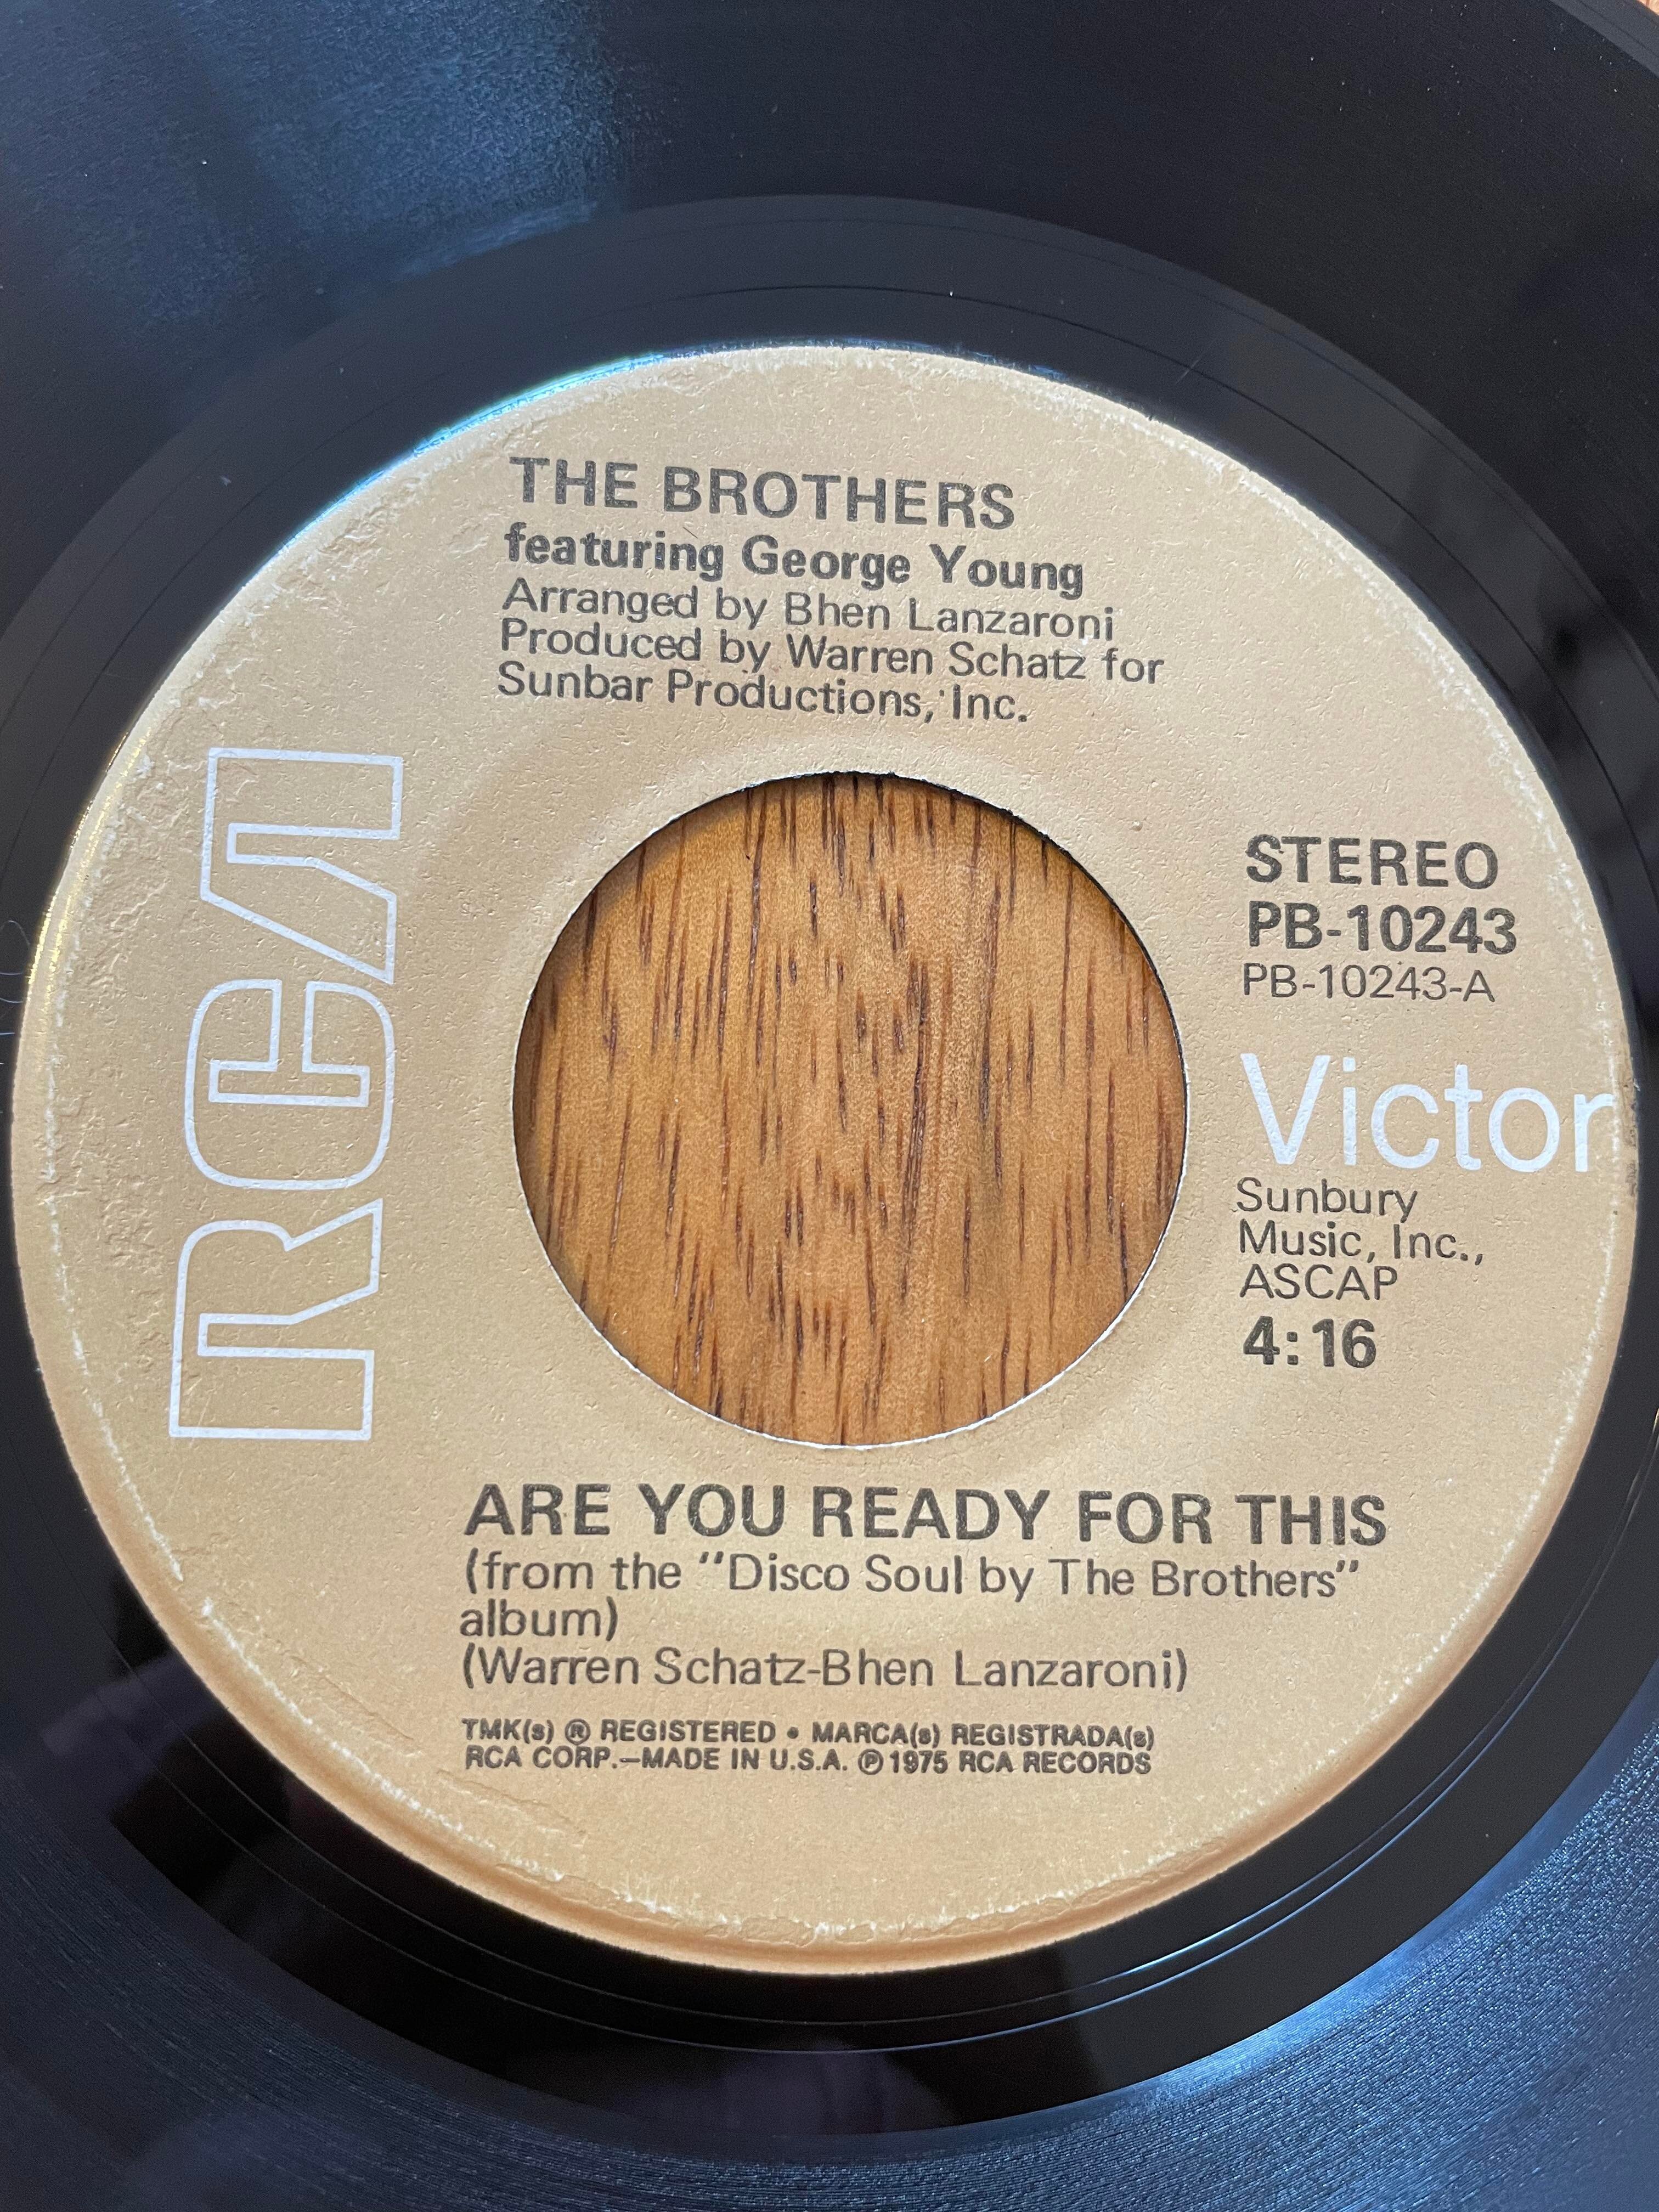 THE BROTHERS
featuring George Young
Arranged by Bhen Lanzaroni
Produced by Warren Schatz for
Sunbar Productions, Inc.
RCA
STEREO
PB-10243
PB-10243-A
Victor
Sunbury
Music, Inc.,
ASCAP
4:16
ARE YOU READY FOR THIS
(from the "Disco Soul by The Brothers"
album)
(Warren Schatz-Bhen Lanzaroni)
TMK(s) ® REGISTERED • MARCA(s) REGISTRADA(s)
RCA CORP.—MADE IN U.S.A. ℗ 1975 RCA RECORDS